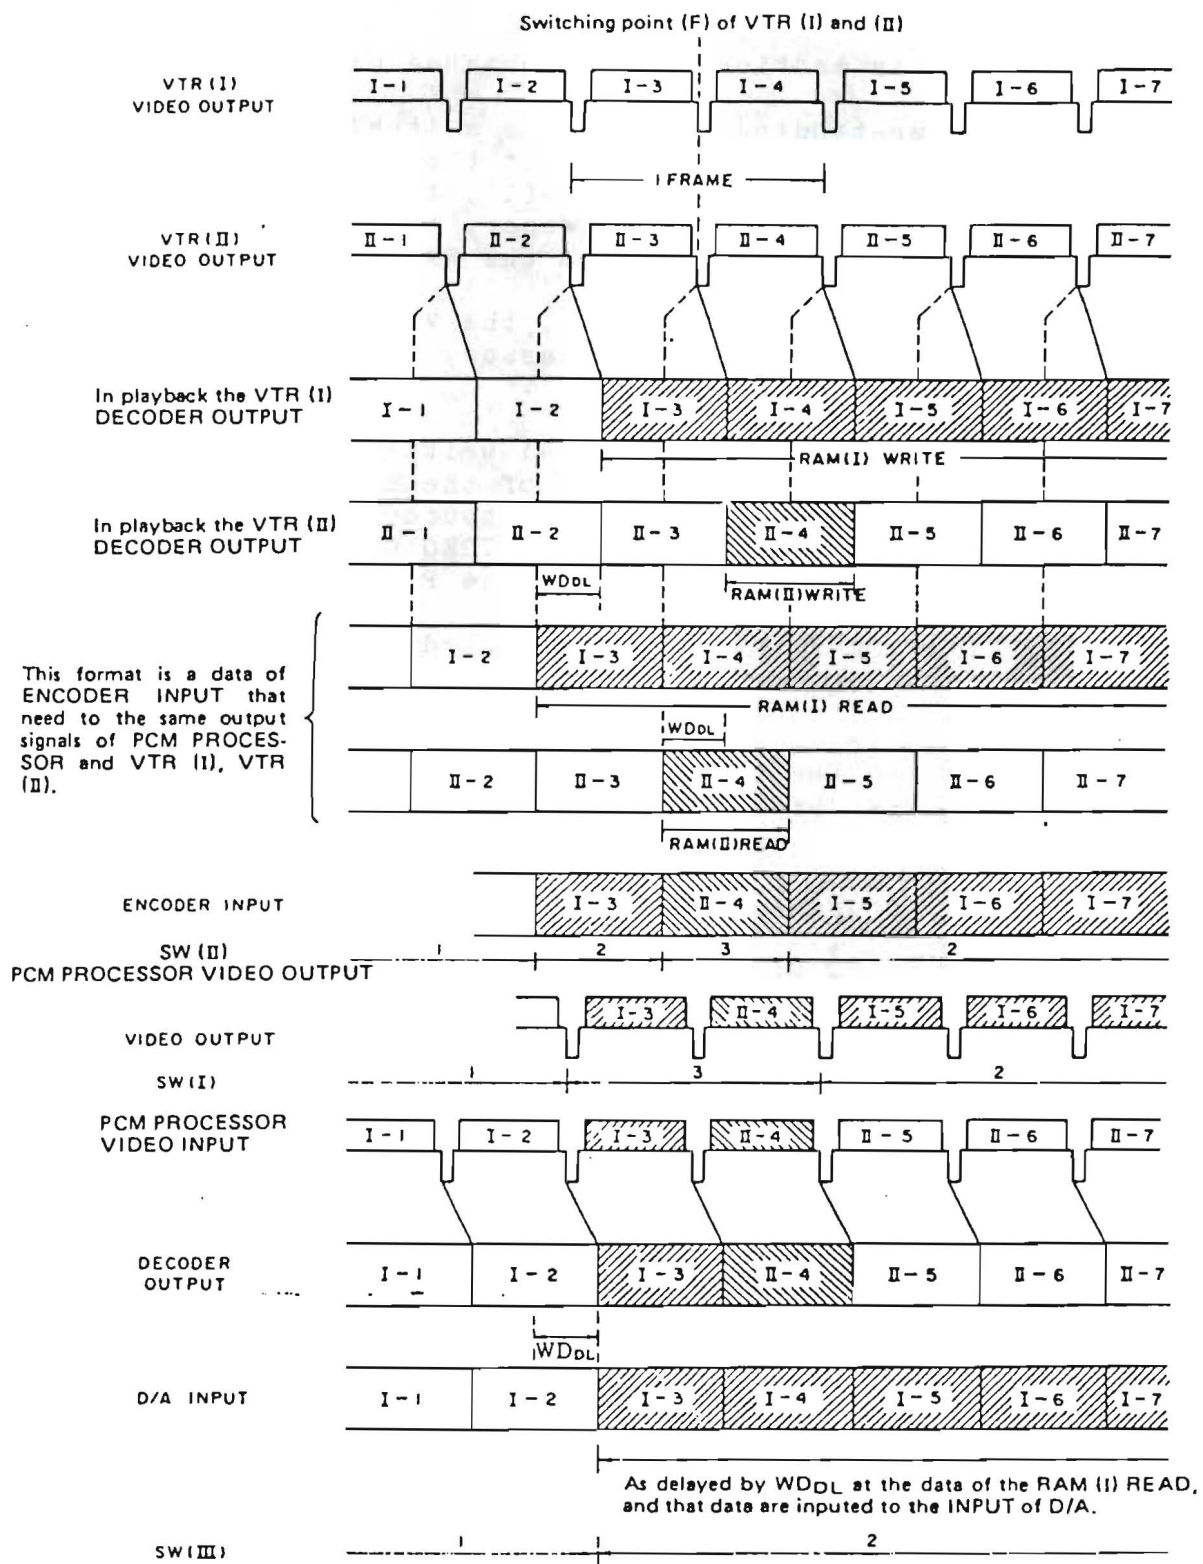 Switching point (F) of VTR (I) and (II)
VTR (I)
VIDEO OUTPUT
I-1 I-2 I-3 I-4 I-5 I-6 I-7
1 FRAME
VTR (II)
VIDEO OUTPUT
II-1 II-2 II-3 II-4 II-5 II-6 II-7
In playback the VTR (I)
DECODER OUTPUT
I-1 I-2 I-3 I-4 I-5 I-6 I-7
RAM(I) WRITE
In playback the VTR (II)
DECODER OUTPUT
II-1 II-2 II-3 II-4 II-5 II-6 II-7
WDDL
RAM(II)WRITE
This format is a data of
ENCODER INPUT that
need to the same output
signals of PCM PROCES-
SOR and VTR (I), VTR
(II).
I-2 I-3 I-4 I-5 I-6 I-7
RAM(I) READ
WDDL
II-2 II-3 II-4 II-5 II-6 II-7
RAM(II)READ
ENCODER INPUT
I-3 II-4 I-5 I-6 I-7
SW (II)
1 2 3 2
PCM PROCESSOR VIDEO OUTPUT
VIDEO OUTPUT
I-3 II-4 I-5 I-6 I-7
SW(I)
1 3 2
PCM PROCESSOR
VIDEO INPUT
I-1 I-2 I-3 II-4 II-5 II-6 II-7
DECODER
OUTPUT
I-1 I-2 I-3 II-4 II-5 II-6 II-7
WDDL
D/A INPUT
I-1 I-2 I-3 I-4 I-5 I-6 I-7
As delayed by WDDL at the data of the RAM (I) READ,
and that data are inputed to the INPUT of D/A.
SW(III)
1 2